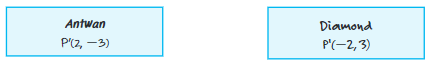 Antwan
P'(2, −3)
Diamond
P'(−2, 3)